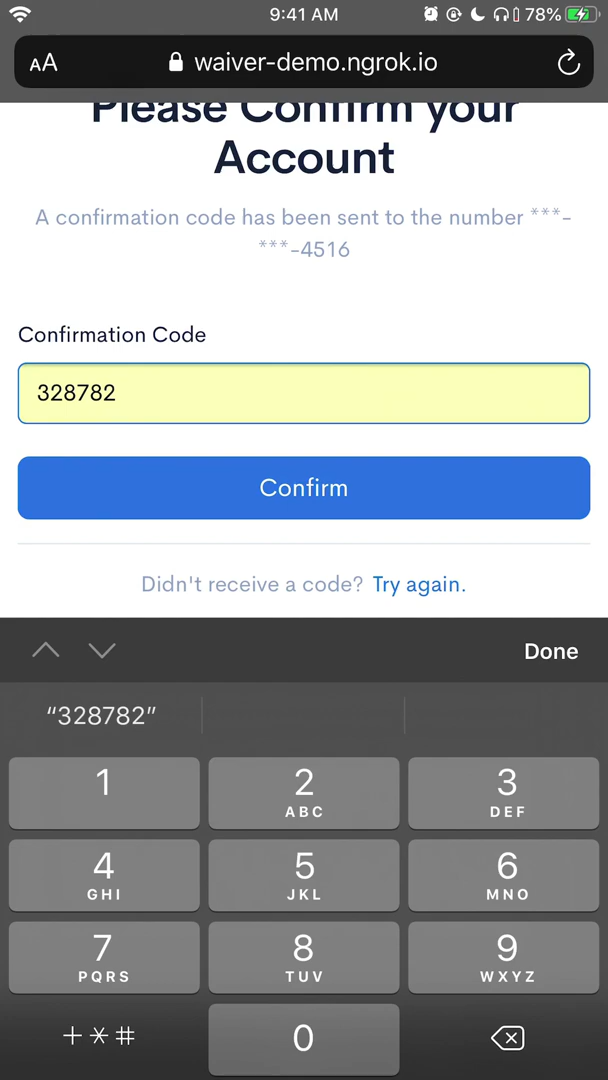 9:41 AM
78%
AA
waiver-demo.ngrok.io
Please Confirm your
Account
A confirmation code has been sent to the number ***-
***-4516
Confirmation Code
328782
Confirm
Didn't receive a code? Try again.
Done
“328782”
1
2
ABC
3
DEF
4
GHI
5
JKL
6
MNO
7
PQRS
8
TUV
9
WXYZ
+*#
0